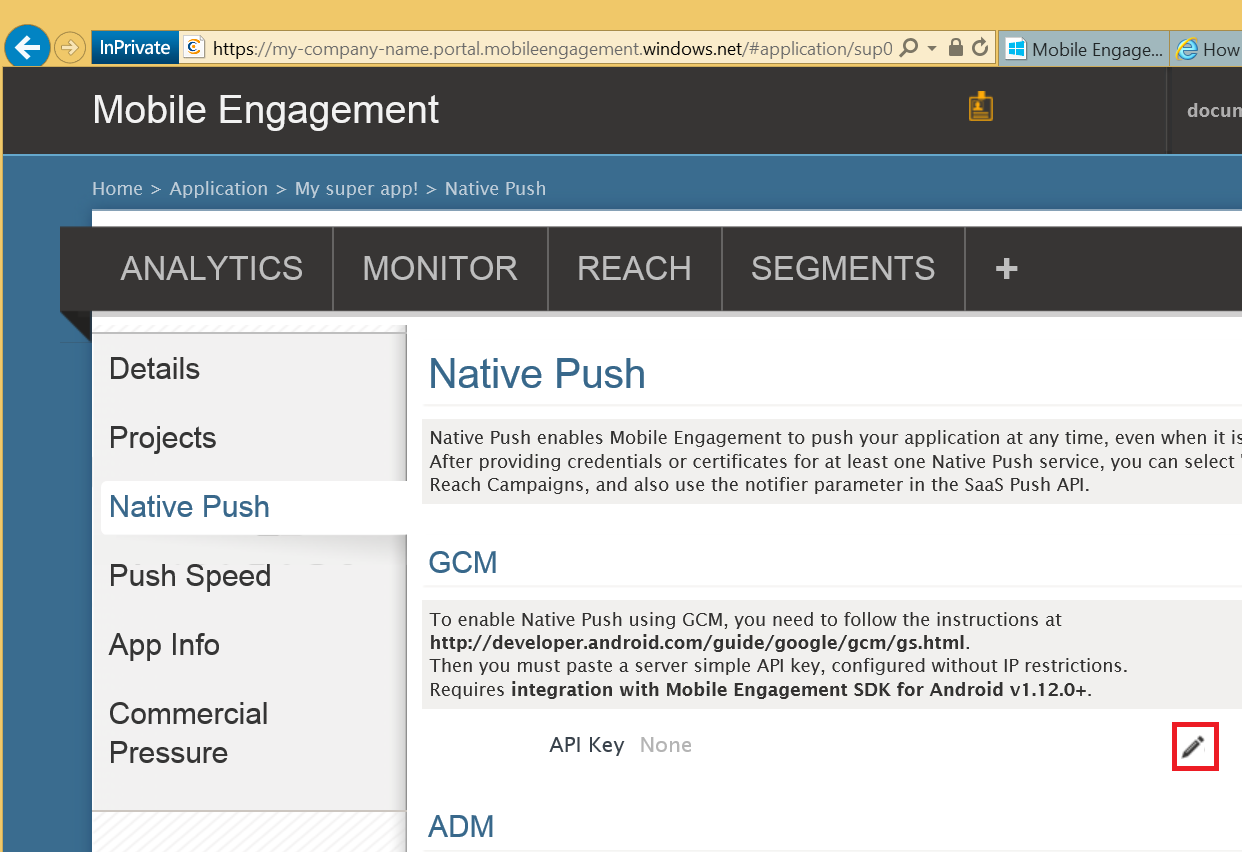 InPrivate https://my-company-name.portal.mobileengagement.windows.net/#application/sup0 Mobile Engage... How
Mobile Engagement
docum
Home > Application > My super app! > Native Push
ANALYTICS MONITOR REACH SEGMENTS +
Details
Projects
Native Push
Push Speed
App Info
Commercial
Pressure
Native Push
Native Push enables Mobile Engagement to push your application at any time, even when it is
After providing credentials or certificates for at least one Native Push service, you can select "
Reach Campaigns, and also use the notifier parameter in the SaaS Push API.
GCM
To enable Native Push using GCM, you need to follow the instructions at
http://developer.android.com/guide/google/gcm/gs.html.
Then you must paste a server simple API key, configured without IP restrictions.
Requires integration with Mobile Engagement SDK for Android v1.12.0+.
API Key None
ADM